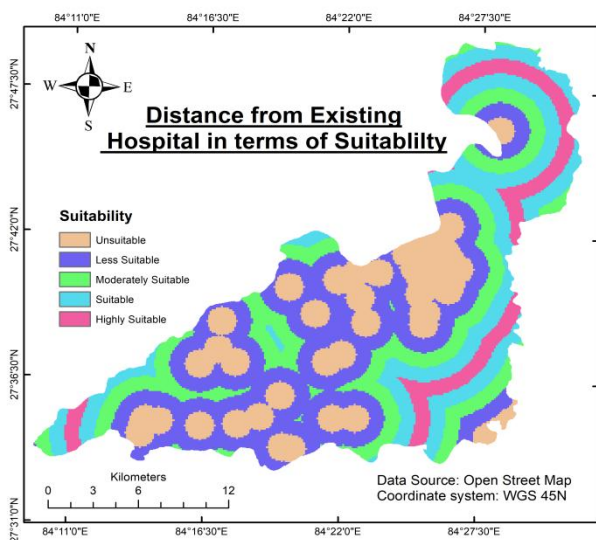 84°11'0"E 84°16'30"E 84°22'0"E 84°27'30"E
27°47'30"N
N
W E
S
Distance from Existing
Hospital in terms of Suitablilty
27°42'0"N
Suitability
Unsuitable
Less Suitable
Moderately Suitable
Suitable
Highly Suitable
27°36'30"N
Kilometers
0 3 6 12
Data Source: Open Street Map
Coordinate system: WGS 45N
27°31'0"N
84°11'0"E 84°16'30"E 84°22'0"E 84°27'30"E